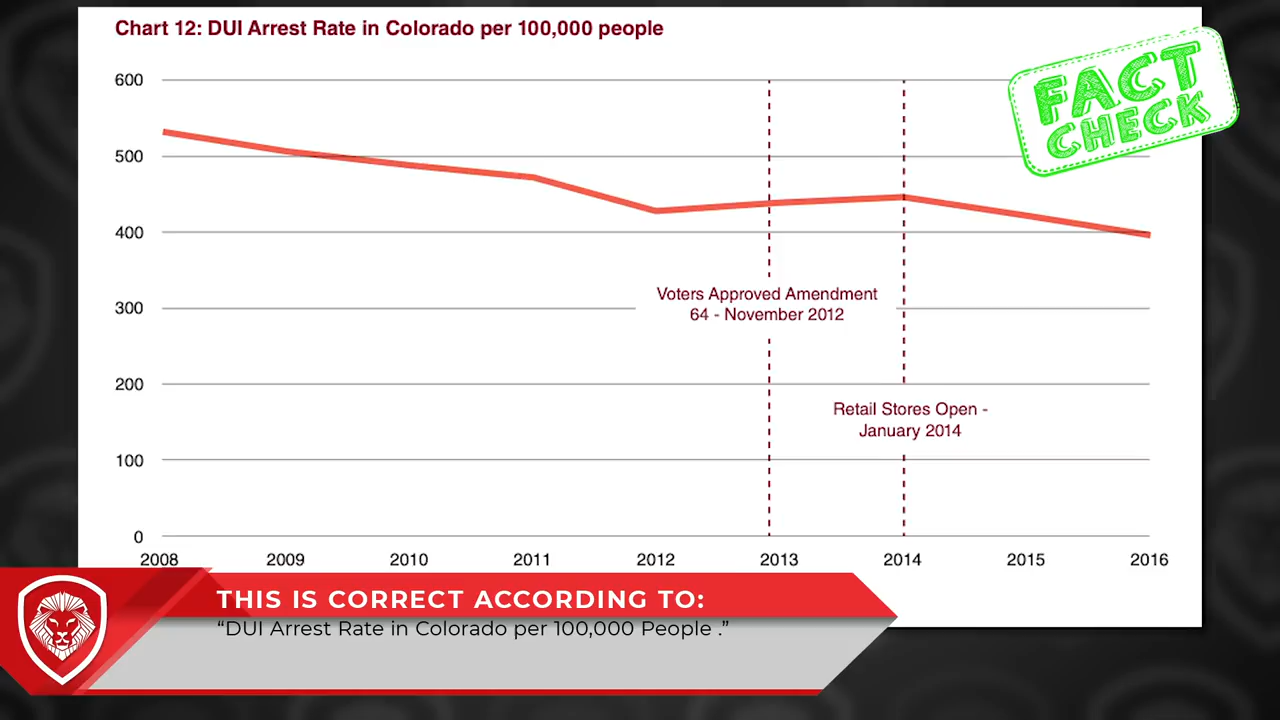 Chart 12: DUI Arrest Rate in Colorado per 100,000 people
FACT
CHECK
600
500
400
300
200
100
0
Voters Approved Amendment
64 - November 2012
Retail Stores Open -
January 2014
2008 2009 2010 2011 2012 2013 2014 2015 2016
THIS IS CORRECT ACCORDING TO:
“DUI Arrest Rate in Colorado per 100,000 People .”